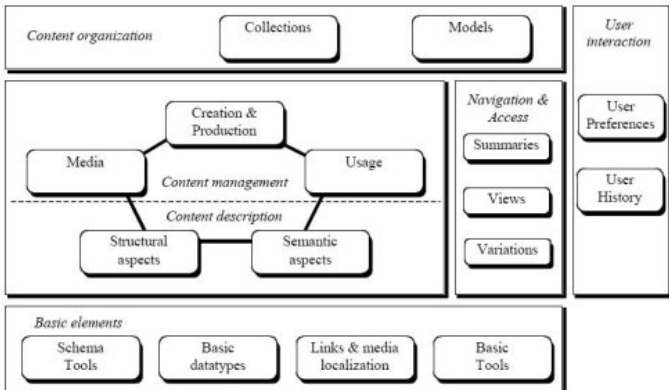 Content organization
Collections
Models
User
interaction
User
Preferences
User
History
Creation &
Production
Media
Usage
Content management
Content description
Structural
aspects
Semantic
aspects
Navigation &
Access
Summaries
Views
Variations
Basic elements
Schema
Tools
Basic
datatypes
Links & media
localization
Basic
Tools